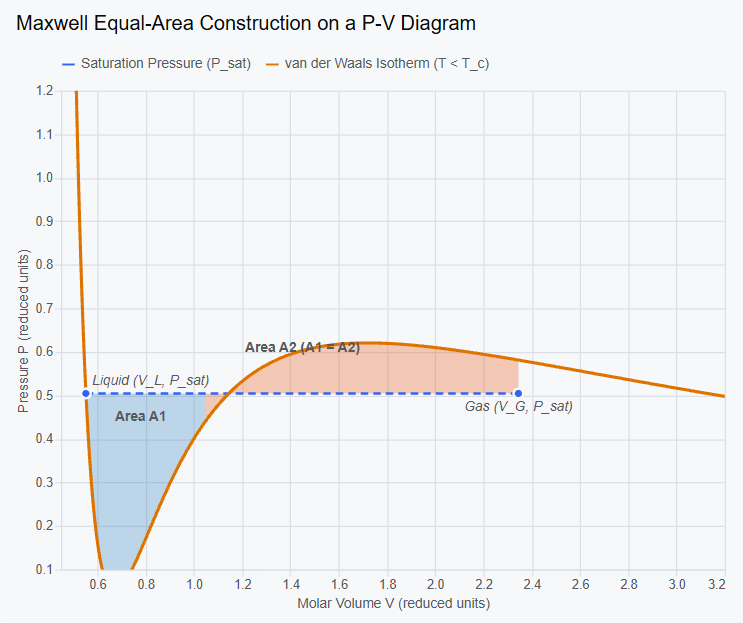 Maxwell Equal-Area Construction on a P-V Diagram
Saturation Pressure (P_sat) van der Waals Isotherm (T < T_c)
1.2
1.1
1.0
0.9
0.8
0.7
0.6
0.5
0.4
0.3
0.2
0.1
Pressure P (reduced units)
Area A2 (A1 = A2)
Liquid (V_L, P_sat)
Gas (V_G, P_sat)
Area A1
0.6 0.8 1.0 1.2 1.4 1.6 1.8 2.0 2.2 2.4 2.6 2.8 3.0 3.2
Molar Volume V (reduced units)